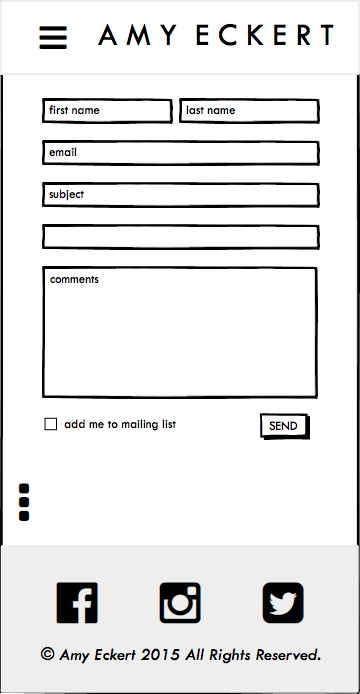 AMY ECKERT
first name last name
email
subject
comments
add me to mailing list SEND
© Amy Eckert 2015 All Rights Reserved.